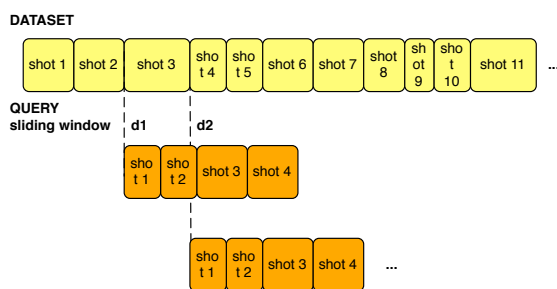 DATASET
shot 1 shot 2 shot 3 sho shot 6 shot 7 shot sh sho shot 11 ...
t 4 t 5 8 ot t
9 10
QUERY
sliding window d1 d2
sho sho shot 3 shot 4
t 1 t 2
sho sho shot 3 shot 4 ...
t 1 t 2